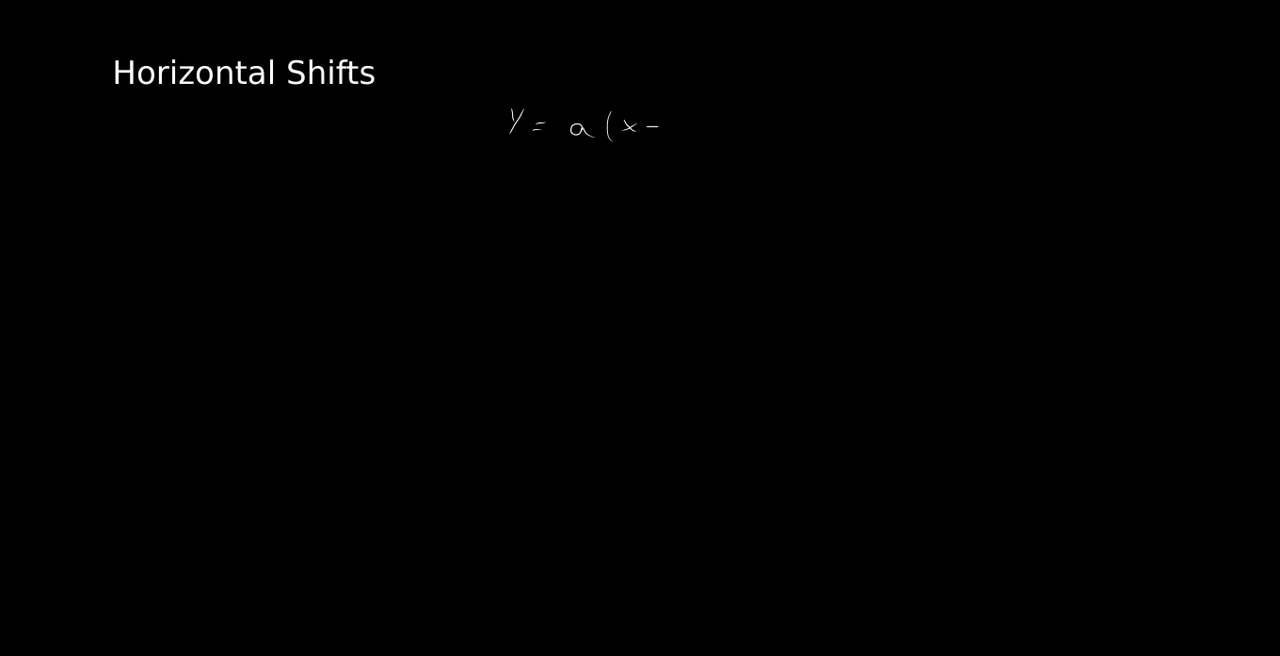 Horizontal Shifts
y = a (x -